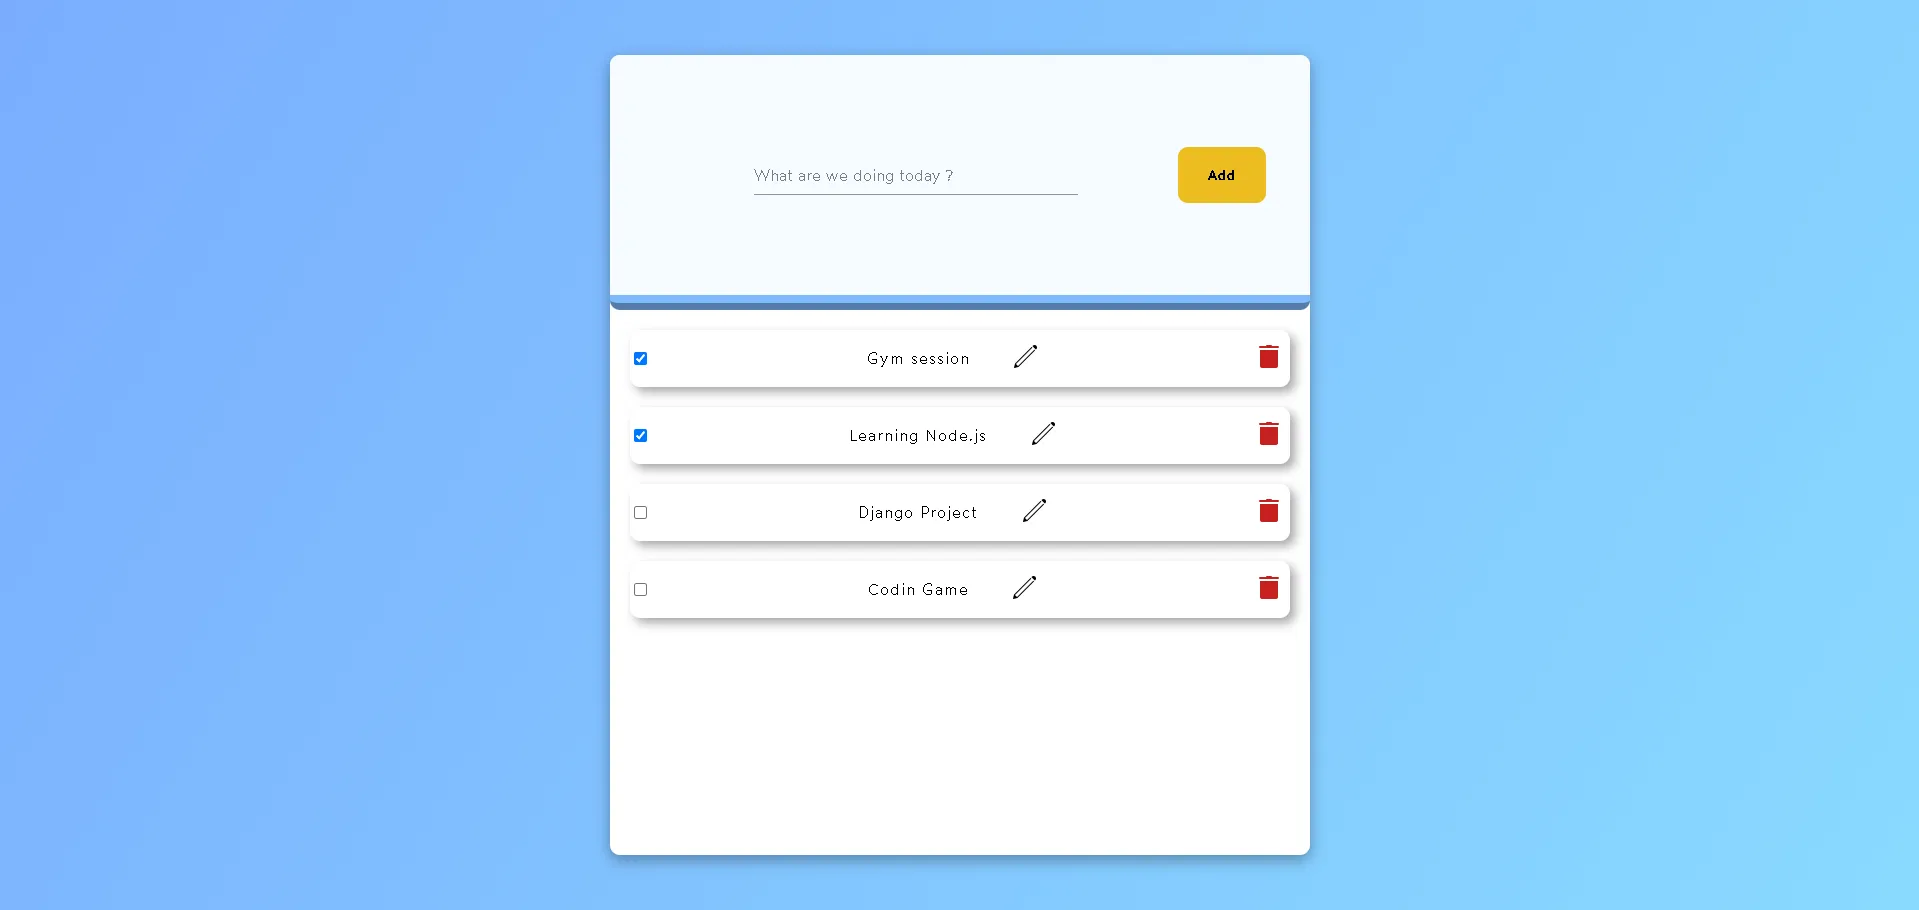 What are we doing today ?
Add
Gym session
Learning Node.js
Django Project
Codin Game